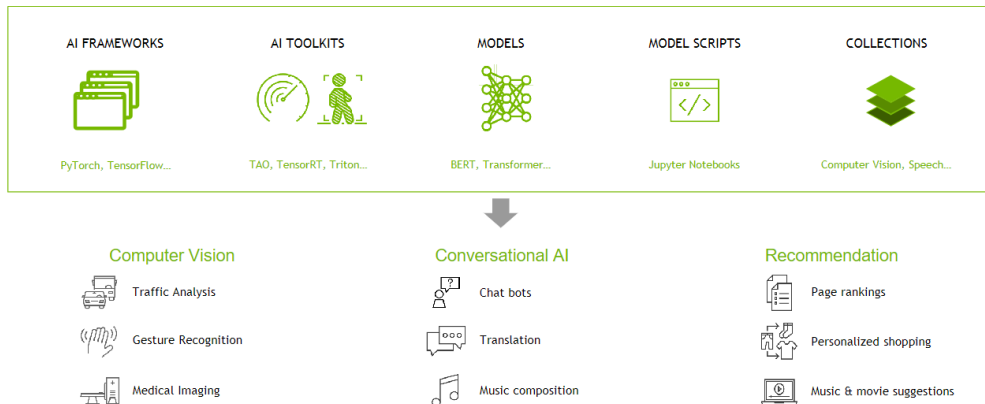 AI FRAMEWORKS
AI TOOLKITS
MODELS
MODEL SCRIPTS
COLLECTIONS
PyTorch, TensorFlow...
TAO, TensorRT, Triton...
BERT, Transformer...
Jupyter Notebooks
Computer Vision, Speech...
Computer Vision
Conversational AI
Recommendation
Traffic Analysis
Chat bots
Page rankings
Gesture Recognition
Translation
Personalized shopping
Medical Imaging
Music composition
Music & movie suggestions